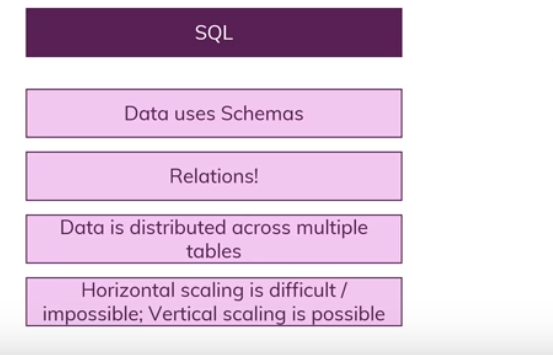 SQL
Data uses Schemas
Relations!
Data is distributed across multiple
tables
Horizontal scaling is difficult /
impossible; Vertical scaling is possible